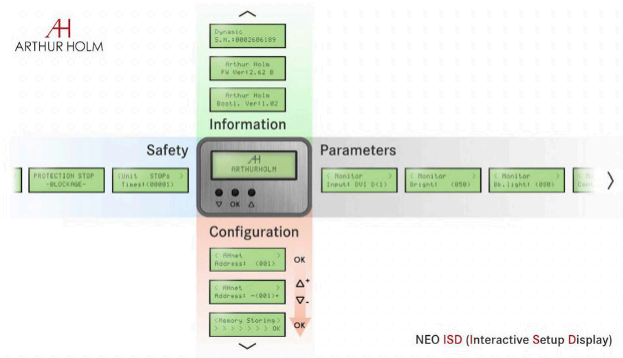 ARTHUR HOLM
Dynamic
S.N.:0002606189
Arthur Holm
FW Ver:2.62 B
Arthur Holm
Bootl. Ver:1.02
Information
Safety
Parameters
PROTECTION STOP
-BLOCKAGE-
<Unit STOPs >
Times:(00001)
ARTHURHOLM
OK
< Monitor >
Input: DVI D(1)
< Monitor >
Bright: (050)
< Monitor >
Bk.light: (080)
Configuration
< AHnet >
Address: (001)
OK
< AHnet >
Address: -(001)+
+
-
<Memory Storing>
> > > > > > > OK
OK
NEO ISD (Interactive Setup Display)